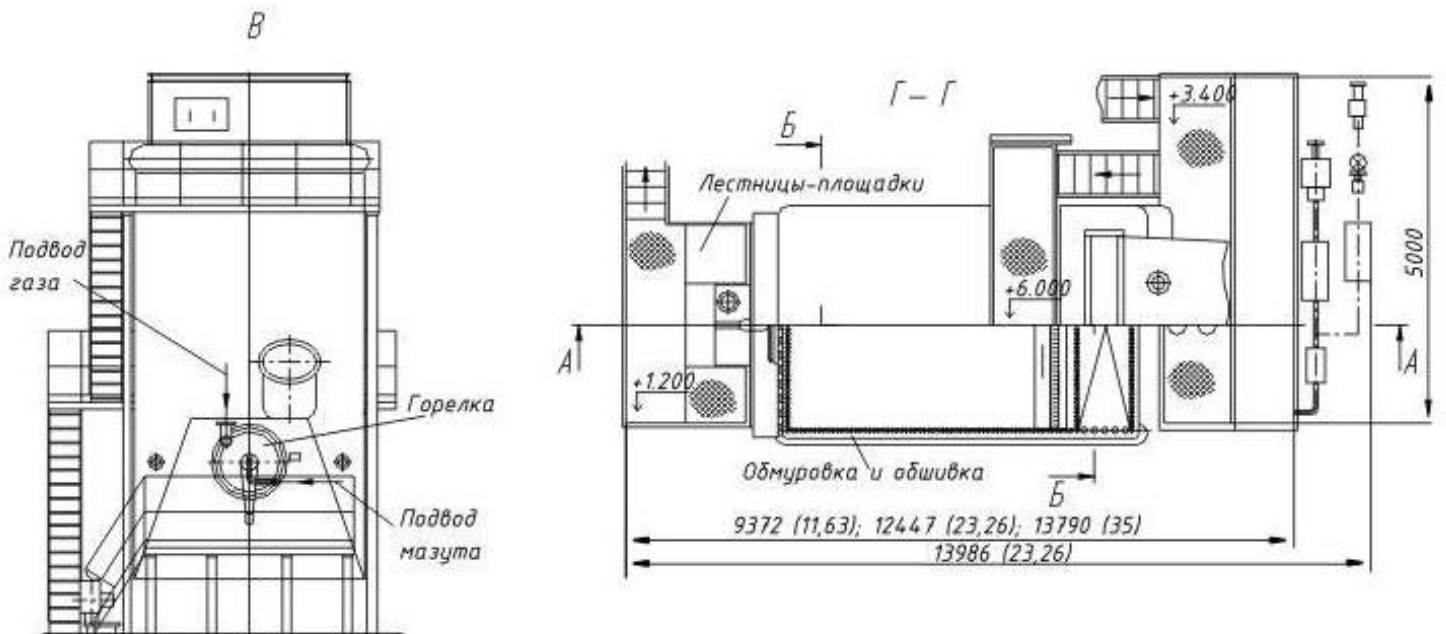 В
Подвод
газа
Горелка
Подвод
мазута
Г – Г
Б
Лестницы-площадки
+3.400
+6.000
5000
А
А
+1.200
Обмуровка и обшивка
Б
9372 (11,63); 12447 (23,26); 13790 (35)
13986 (23,26)